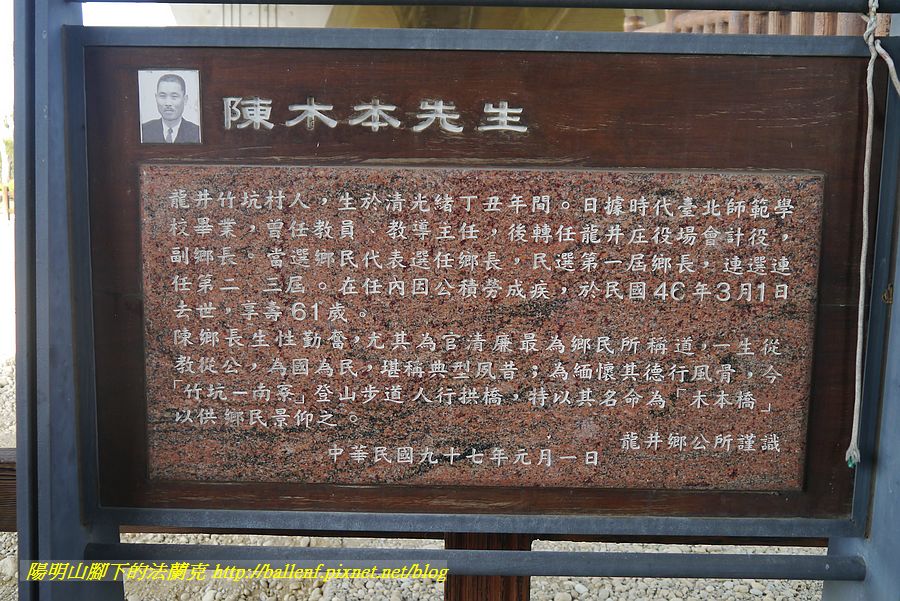 陳木本先生
龍井竹坑村人，生於清光緒丁丑年間。日據時代臺北師範學
校畢業，曾任教員、教導主任，後轉任龍井庄役場會計役，
副鄉長。當選鄉民代表選任鄉長，民選第一屆鄉長，連選連
任第二、三屆。在任內因公積勞成疾，於民國46年3月1日
去世，享壽61歲。
陳鄉長生性勤奮，尤其為官清廉最為鄉民所稱道，一生從
教從公，為國為民，堪稱典型夙昔；為緬懷其德行風骨，今
「竹坑－南寮」登山步道人行拱橋，特以其名命為「木本橋」
以供鄉民景仰之。
龍井鄉公所謹識
中華民國九十七年元月一日
陽明山腳下的法蘭克 http://ballenf.pixnet.net/blog